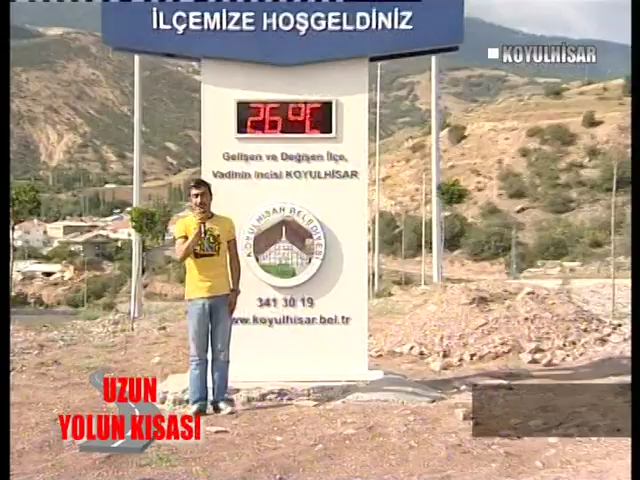 İLÇEMİZE HOŞGELDİNİZ
KOYULHİSAR
26°C
Gelişen ve Değişen İlçe,
Vadinin incisi KOYULHİSAR
KOYULHİSAR BELEDİYESİ
341 30 19
www.koyulhisar.bel.tr
UZUN
YOLUN KISASI